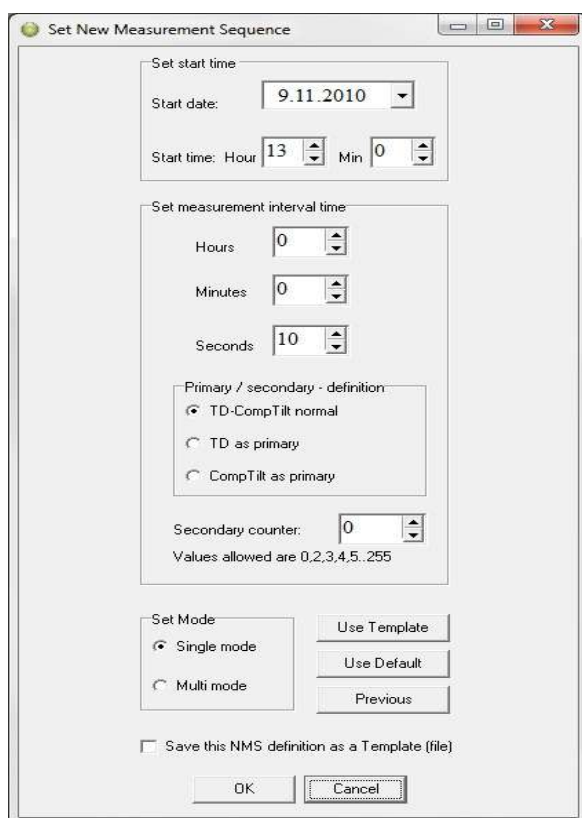 Set New Measurement Sequence
Set start time
Start date: 9.11.2010
Start time: Hour 13 Min 0
Set measurement interval time
Hours 0
Minutes 0
Seconds 10
Primary / secondary - definition
TD-CompTilt normal
TD as primary
CompTilt as primary
Secondary counter: 0
Values allowed are 0,2,3,4,5..255
Set Mode
Single mode
Multi mode
Use Template
Use Default
Previous
Save this NMS definition as a Template (file)
OK Cancel